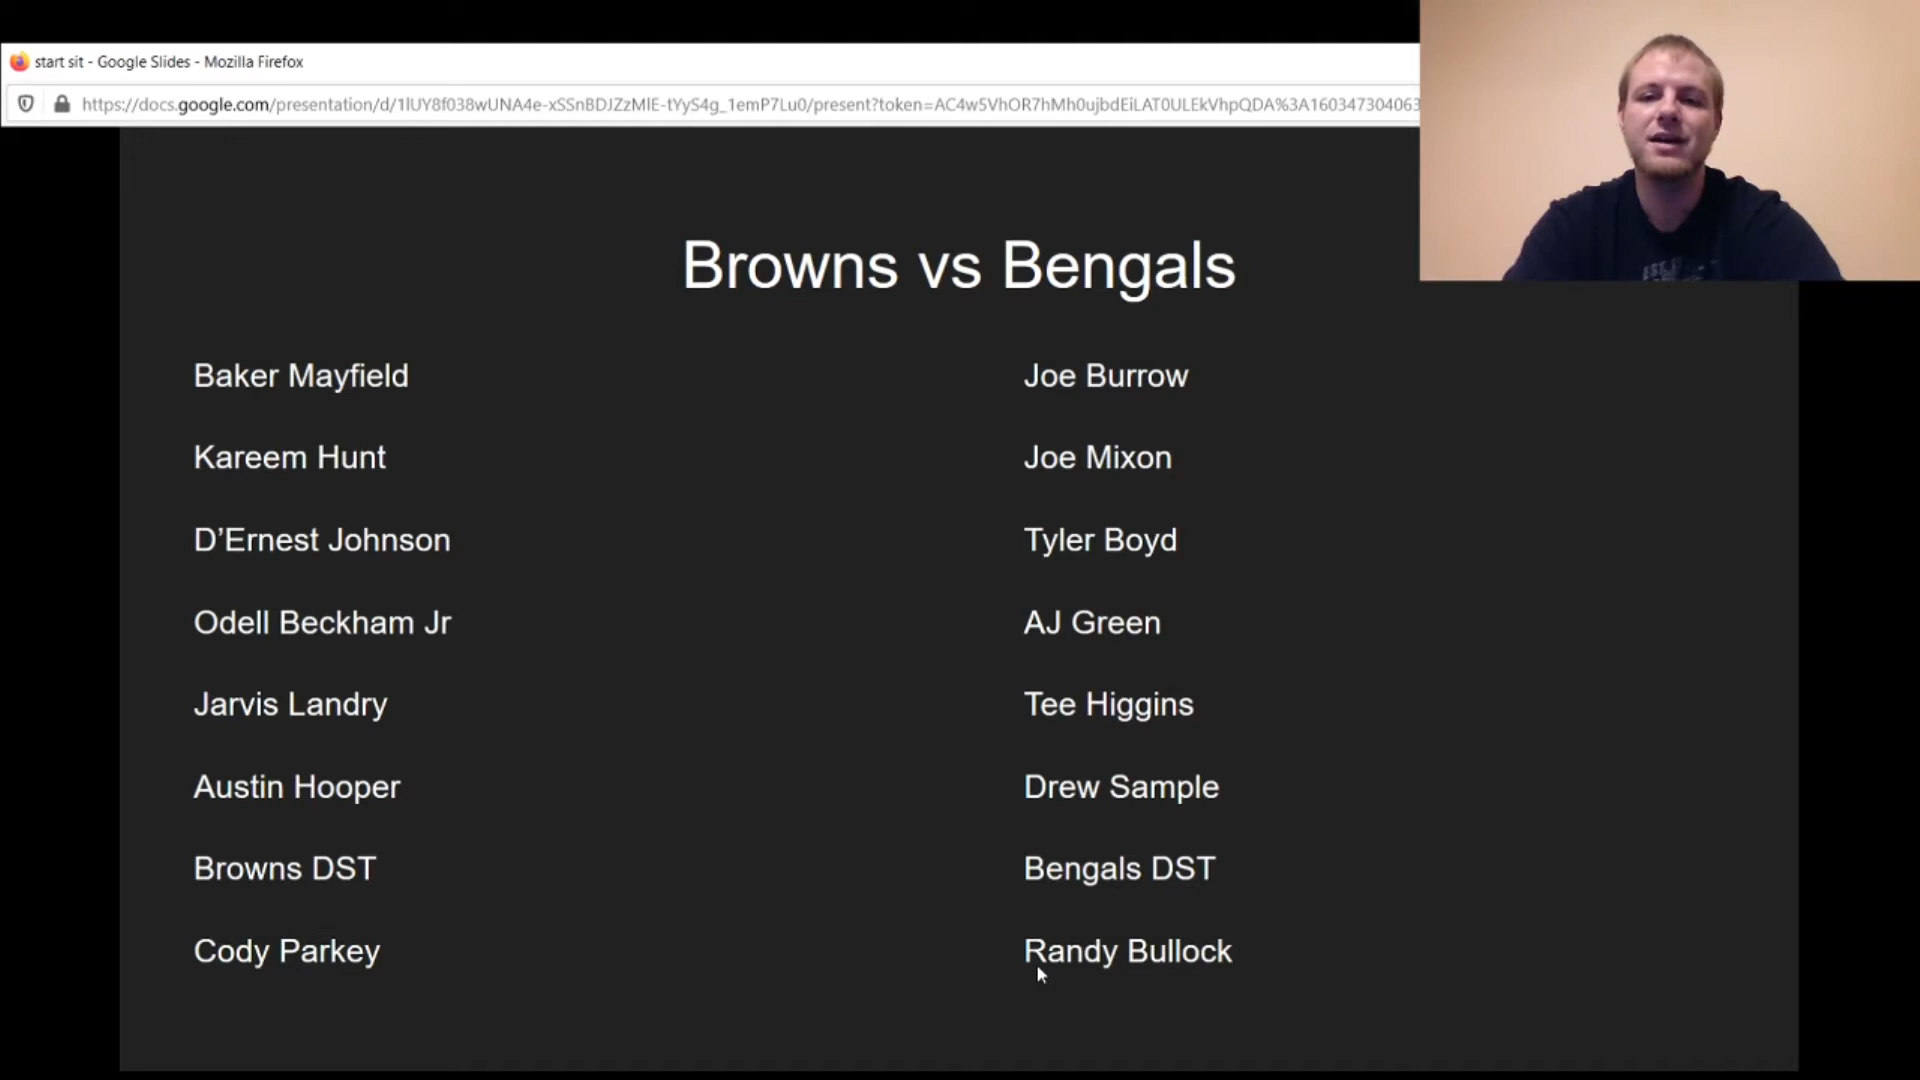 start sit - Google Slides - Mozilla Firefox
https://docs.google.com/presentation/d/1lUY8f038wUNA4e-xSSnBDJZzMlE-tYyS4g_1emP7Lu0/present?token=AC4w5VhOR7hMh0ujbdEiLAT0ULEkVhpQDA%3A160347304063
Browns vs Bengals
Baker Mayfield
Kareem Hunt
D’Ernest Johnson
Odell Beckham Jr
Jarvis Landry
Austin Hooper
Browns DST
Cody Parkey
Joe Burrow
Joe Mixon
Tyler Boyd
AJ Green
Tee Higgins
Drew Sample
Bengals DST
Randy Bullock